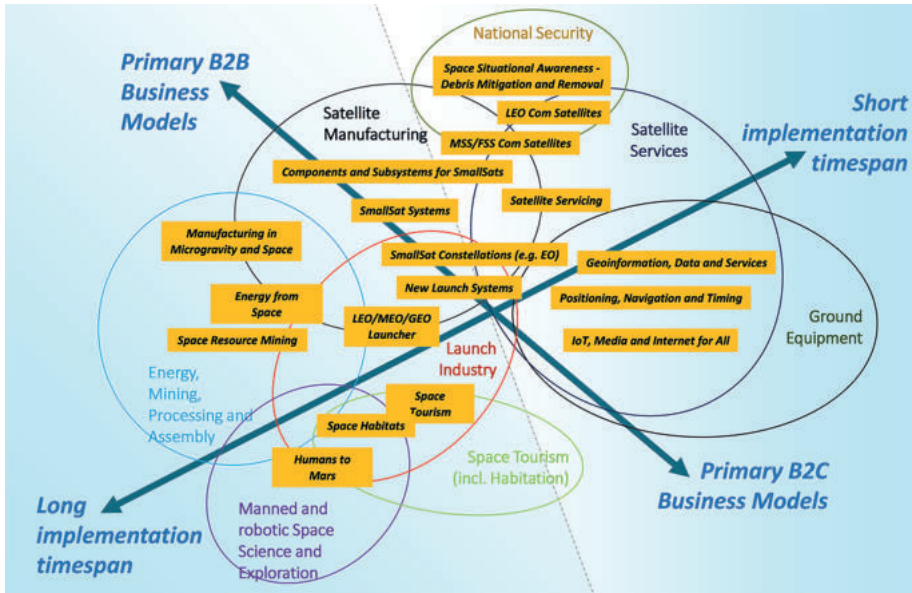 National Security
Primary B2B
Business
Models
Space Situational Awareness -
Debris Mitigation and Removal
LEO Com Satellites
Short
implementation
timespan
Satellite
Manufacturing
MSS/FSS Com Satellites
Satellite
Services
Components and Subsystems for SmallSats
Satellite Servicing
SmallSat Systems
Manufacturing in
Microgravity and Space
SmallSat Constellations (e.g. EO)
Geoinformation, Data and Services
New Launch Systems
Positioning, Navigation and Timing
Energy from
Space
LEO/MEO/GEO
Launcher
Ground
Equipment
Space Resource Mining
IoT, Media and Internet for All
Launch
Industry
Energy,
Mining,
Processing and
Assembly
Space
Tourism
Space Habitats
Humans to
Mars
Space Tourism
(incl. Habitation)
Primary B2C
Business Models
Long
implementation
timespan
Manned and
robotic Space
Science and
Exploration